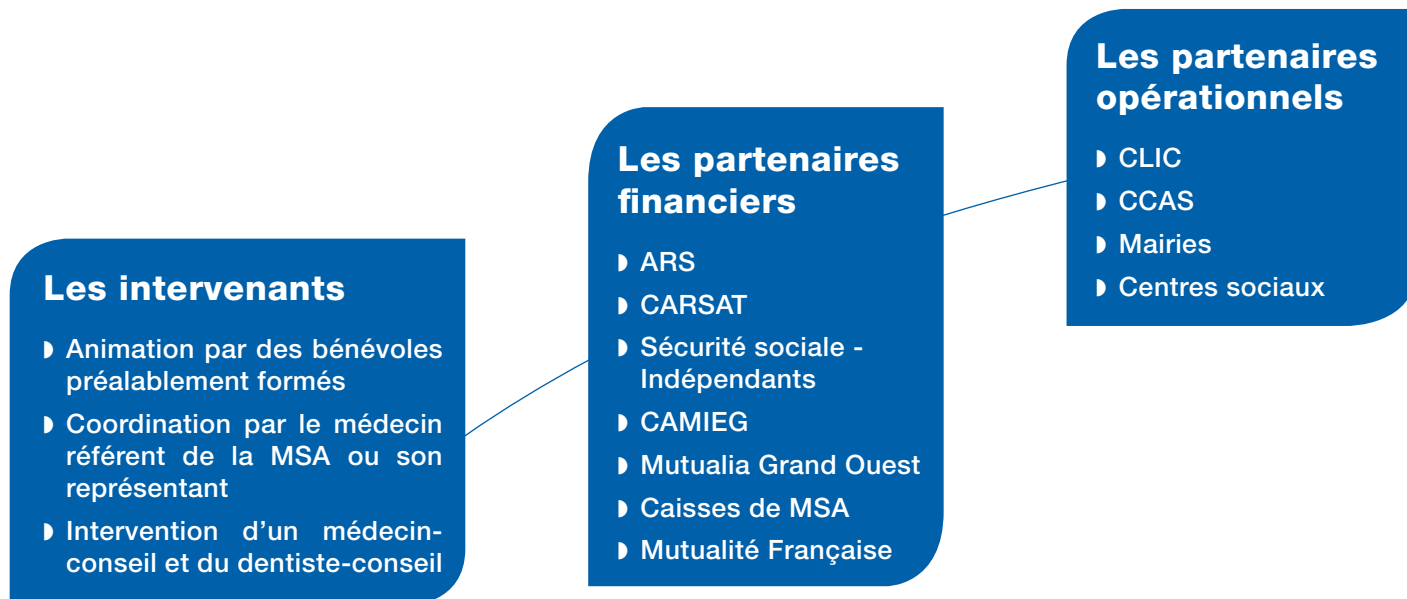 Les intervenants
◗ Animation par des bénévoles
préalablement formés
◗ Coordination par le médecin
référent de la MSA ou son
représentant
◗ Intervention d’un médecin-
conseil et du dentiste-conseil
Les partenaires
financiers
◗ ARS
◗ CARSAT
◗ Sécurité sociale -
Indépendants
◗ CAMIEG
◗ Mutualia Grand Ouest
◗ Caisses de MSA
◗ Mutualité Française
Les partenaires
opérationnels
◗ CLIC
◗ CCAS
◗ Mairies
◗ Centres sociaux